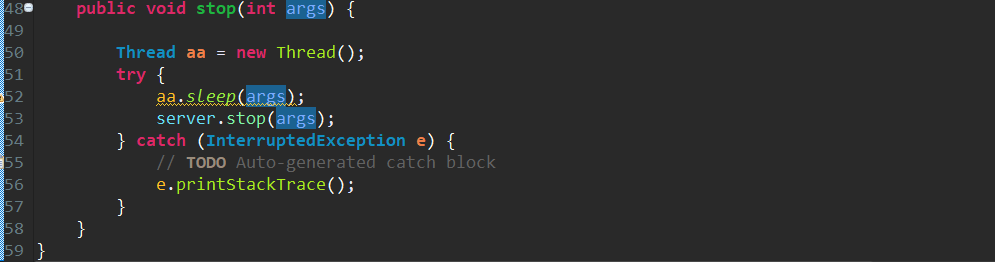 48 public void stop(int args) {
49
50 Thread aa = new Thread();
51 try {
52 aa.sleep(args);
53 server.stop(args);
54 } catch (InterruptedException e) {
55 // TODO Auto-generated catch block
56 e.printStackTrace();
57 }
58 }
59 }